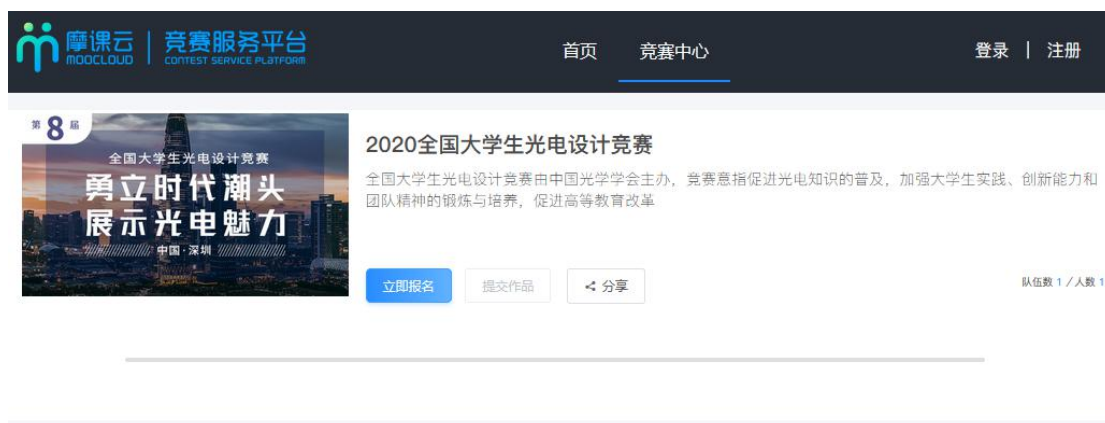 摩课云
MOOCLOUD
竞赛服务平台
CONTEST SERVICE PLATFORM
首页
竞赛中心
登录 | 注册
第8届
全国大学生光电设计竞赛
勇立时代潮头
展示光电魅力
中国·深圳
2020全国大学生光电设计竞赛
全国大学生光电设计竞赛由中国光学学会主办，竞赛意指促进光电知识的普及，加强大学生实践、创新能力和
团队精神的锻炼与培养，促进高等教育改革
立即报名
提交作品
分享
队伍数 1 / 人数 1